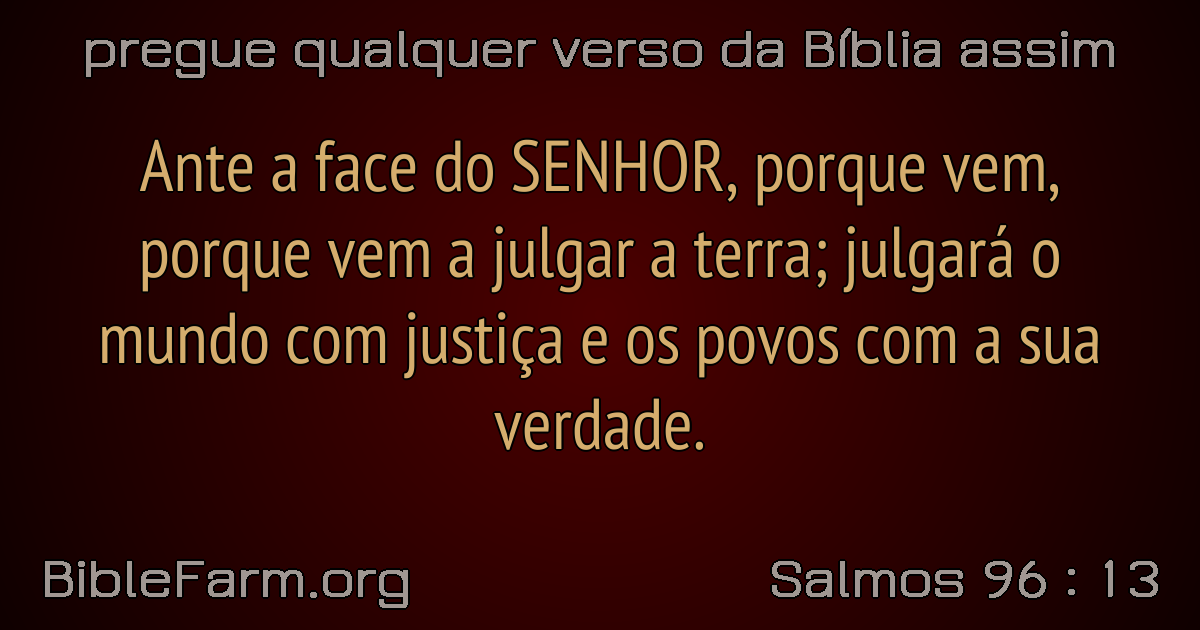 pregue qualquer verso da Bíblia assim
Ante a face do SENHOR, porque vem,
porque vem a julgar a terra; julgará o
mundo com justiça e os povos com a sua
verdade.
BibleFarm.org
Salmos 96 : 13